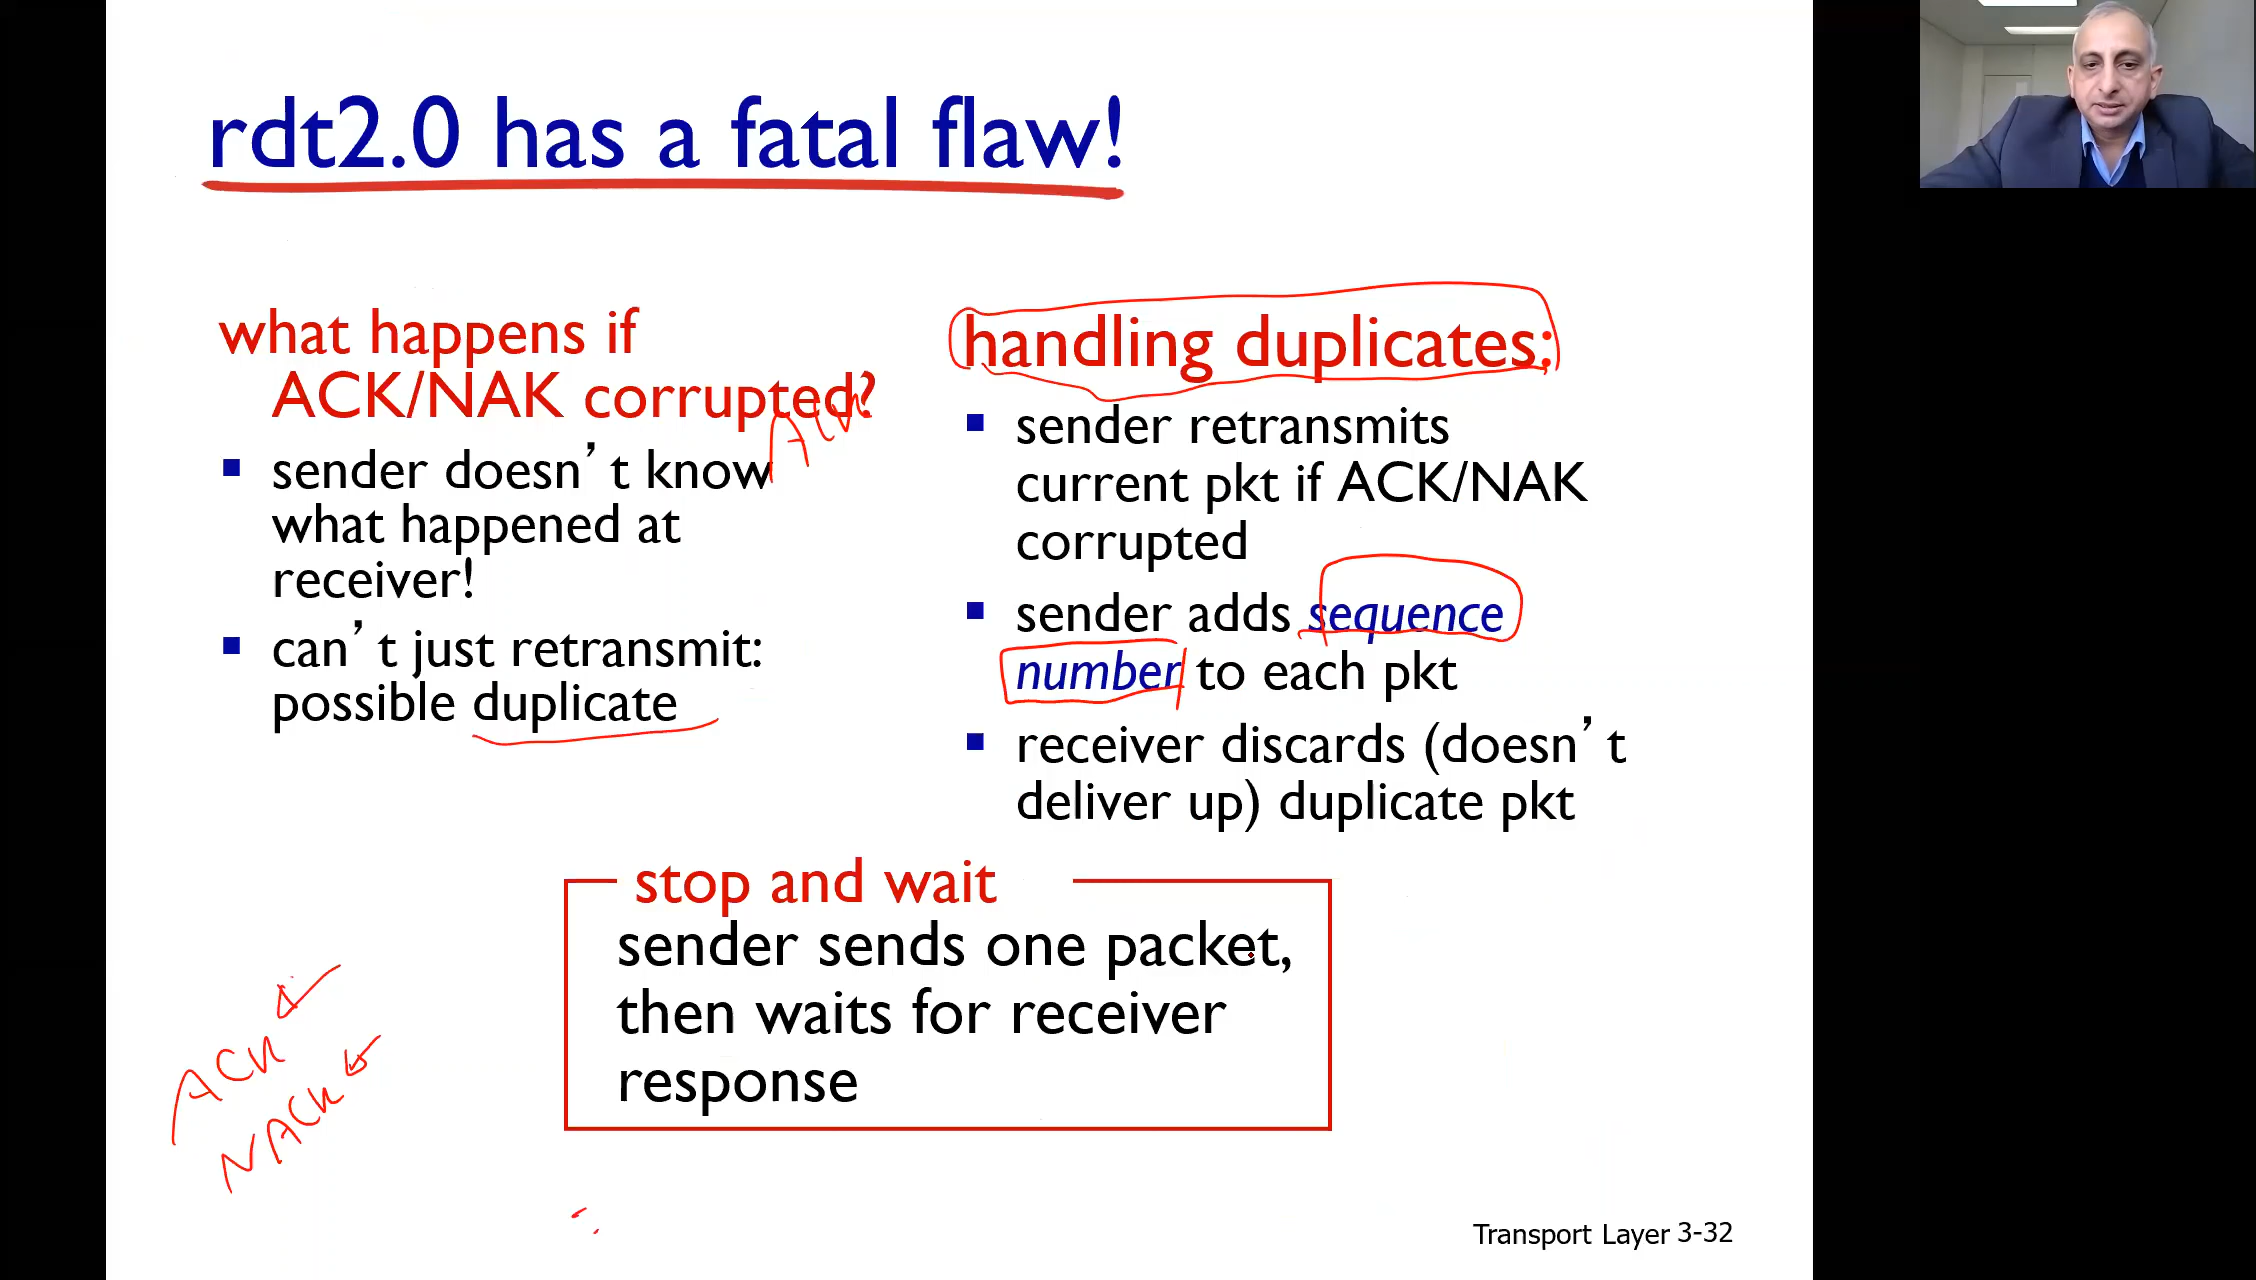 rdt2.0 has a fatal flaw!
what happens if
ACK/NAK corrupted?
ACK
sender doesn't know
what happened at
receiver!
can't just retransmit:
possible duplicate
handling duplicates:
sender retransmits
current pkt if ACK/NAK
corrupted
sender adds sequence
number to each pkt
receiver discards (doesn't
deliver up) duplicate pkt
stop and wait
sender sends one packet,
then waits for receiver
response
ACK
NACK
Transport Layer 3-32